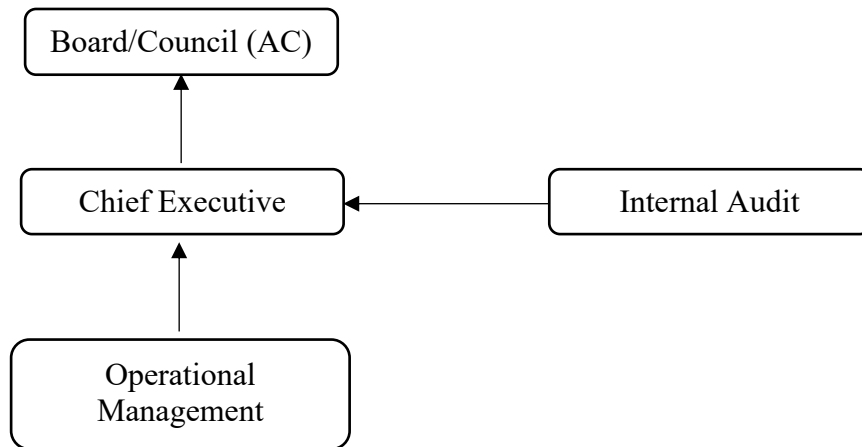 Board/Council (AC)
Chief Executive
Internal Audit
Operational
Management